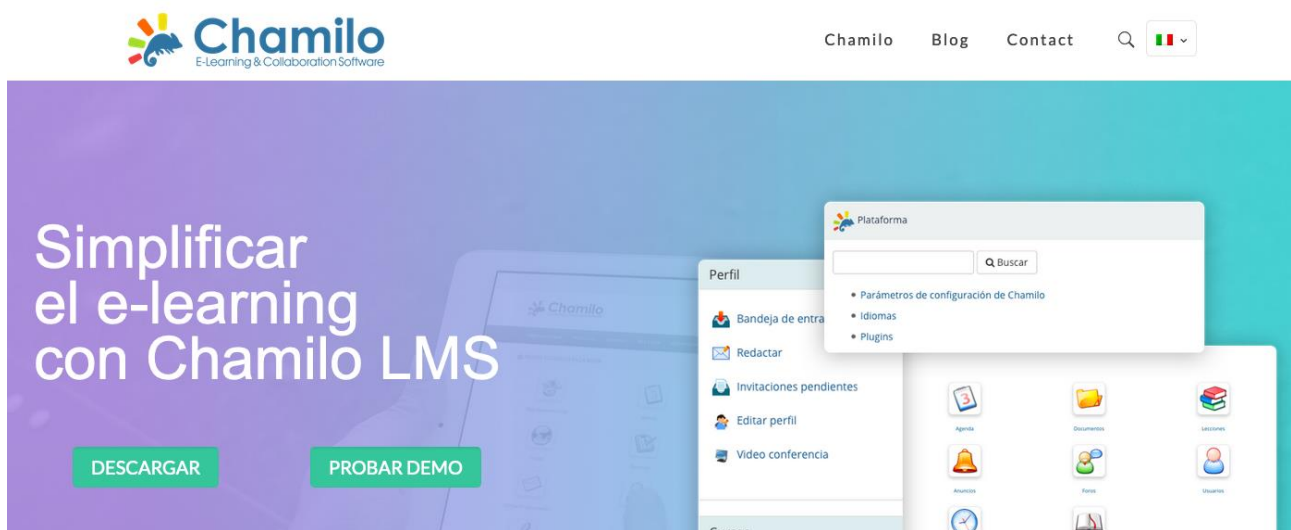 Chamilo
E-Learning & Collaboration Software
Chamilo Blog Contact
Simplificar
el e-learning
con Chamilo LMS
DESCARGAR PROBAR DEMO
Chamilo
Plataforma
Buscar
Parámetros de configuración de Chamilo
Idiomas
Plugins
Perfil
Bandeja de entra
Redactar
Invitaciones pendientes
Editar perfil
Video conferencia
3
Agenda Documentos Lecciones
Anuncios Foros Usuarios